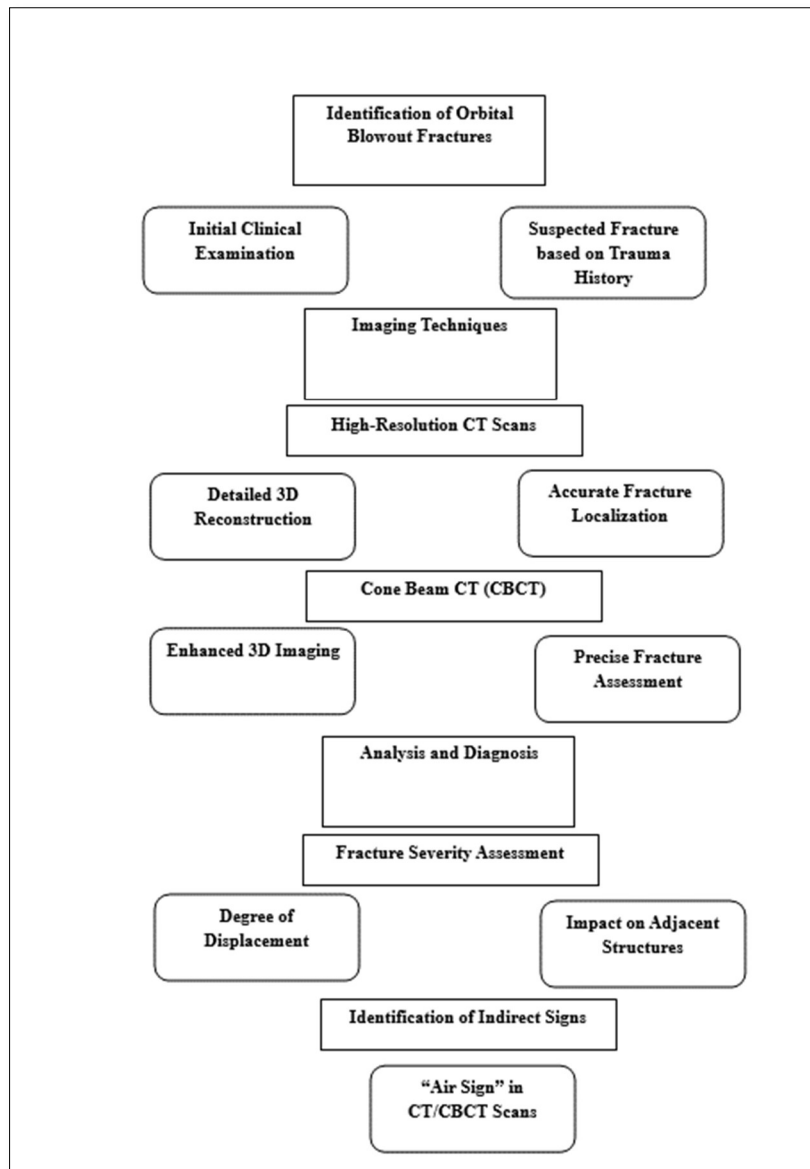 Identification of Orbital
Blowout Fractures
Initial Clinical
Examination
Suspected Fracture
based on Trauma
History
Imaging Techniques
High-Resolution CT Scans
Detailed 3D
Reconstruction
Accurate Fracture
Localization
Cone Beam CT (CBCT)
Enhanced 3D Imaging
Precise Fracture
Assessment
Analysis and Diagnosis
Fracture Severity Assessment
Degree of
Displacement
Impact on Adjacent
Structures
Identification of Indirect Signs
“Air Sign” in
CT/CBCT Scans